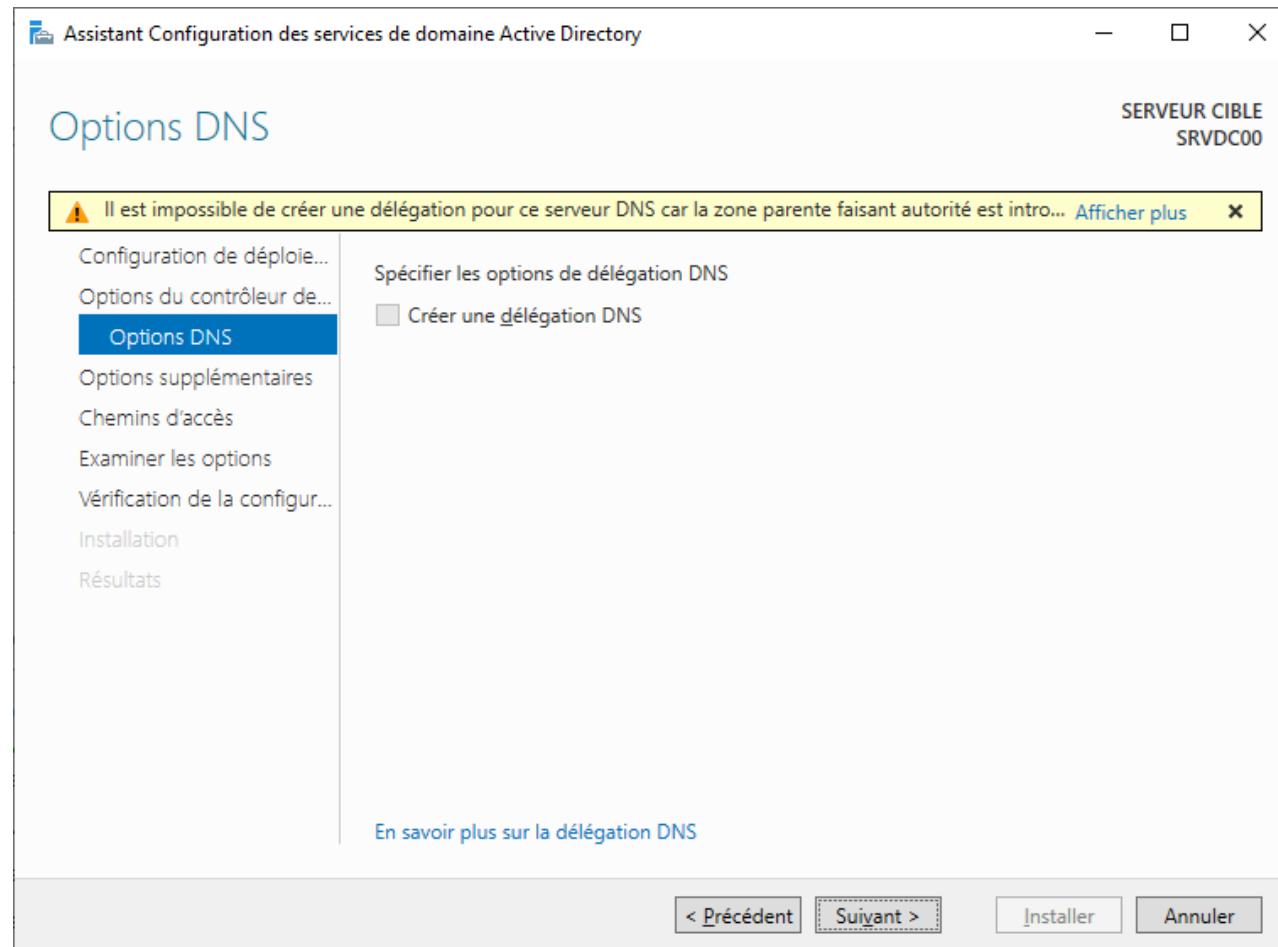 Assistant Configuration des services de domaine Active Directory
Options DNS
SERVEUR CIBLE
SRVDC00
Il est impossible de créer une délégation pour ce serveur DNS car la zone parente faisant autorité est intro... Afficher plus
Configuration de déploie...
Options du contrôleur de...
Options DNS
Options supplémentaires
Chemins d'accès
Examiner les options
Vérification de la configur...
Installation
Résultats
Spécifier les options de délégation DNS
Créer une délégation DNS
En savoir plus sur la délégation DNS
< Précédent
Suivant >
Installer
Annuler